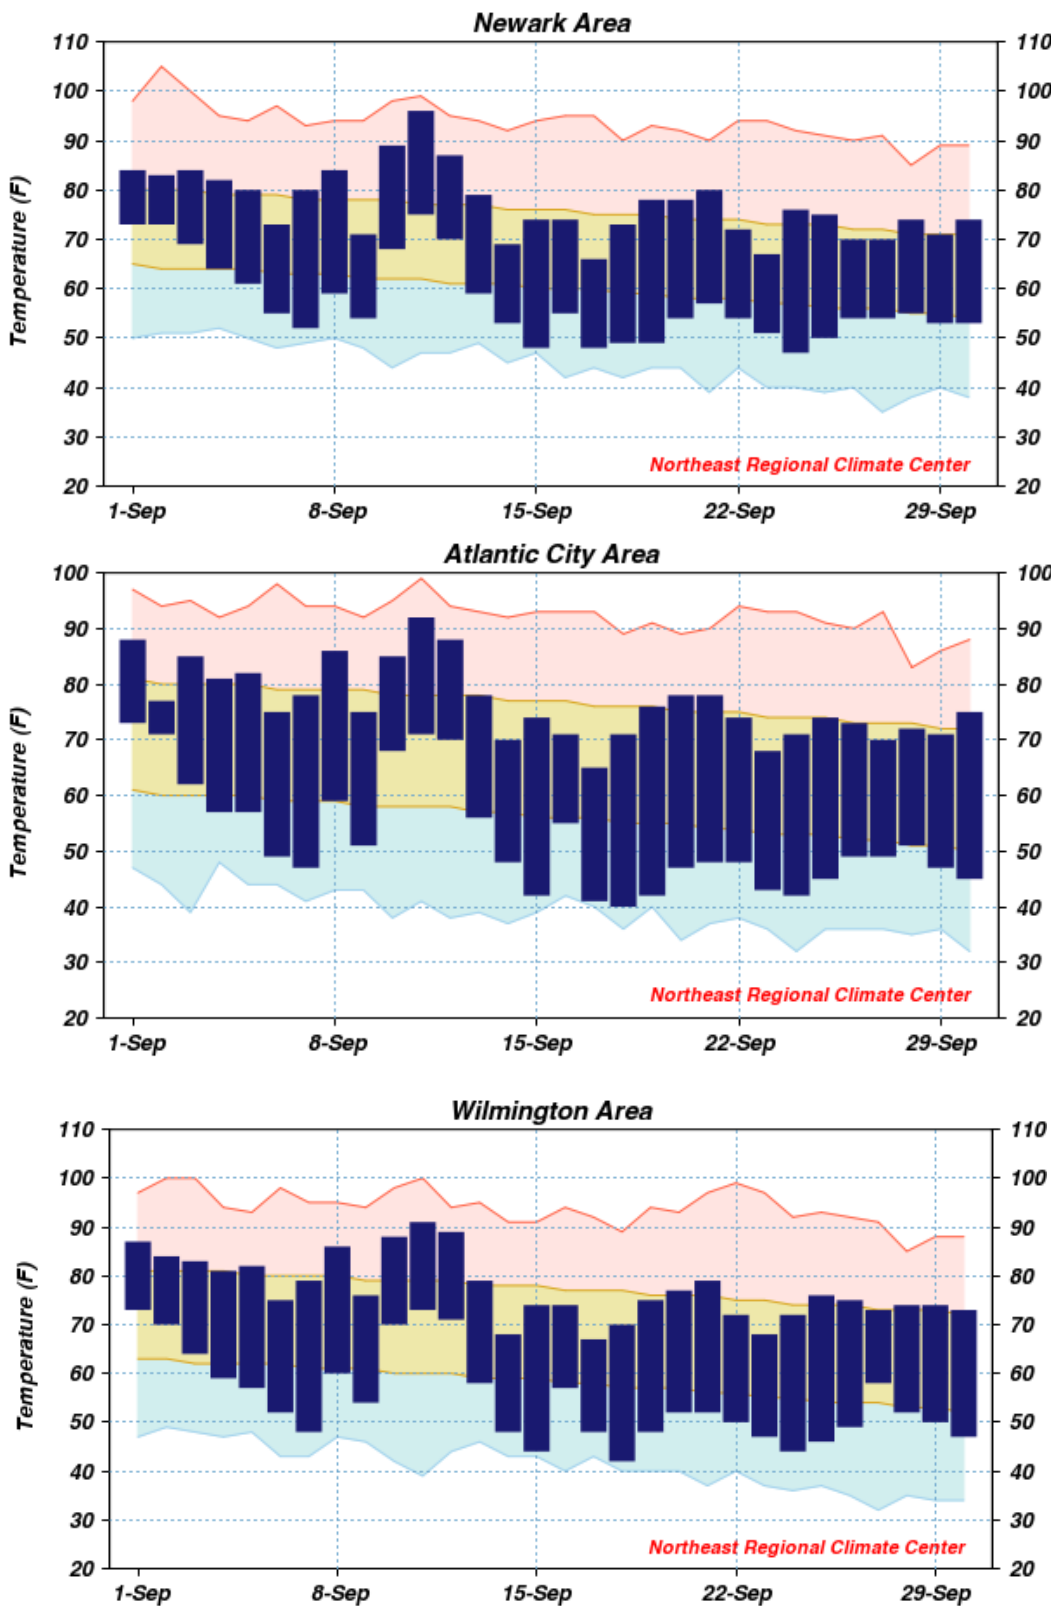 Newark Area
110 110
100 100
90 90
80 80
70 70
60 60
50 50
40 40
30 30
20 20
Temperature (F)
Northeast Regional Climate Center
1-Sep 8-Sep 15-Sep 22-Sep 29-Sep
Atlantic City Area
100 100
90 90
80 80
70 70
60 60
50 50
40 40
30 30
20 20
Temperature (F)
Northeast Regional Climate Center
1-Sep 8-Sep 15-Sep 22-Sep 29-Sep
Wilmington Area
110 110
100 100
90 90
80 80
70 70
60 60
50 50
40 40
30 30
20 20
Temperature (F)
Northeast Regional Climate Center
1-Sep 8-Sep 15-Sep 22-Sep 29-Sep